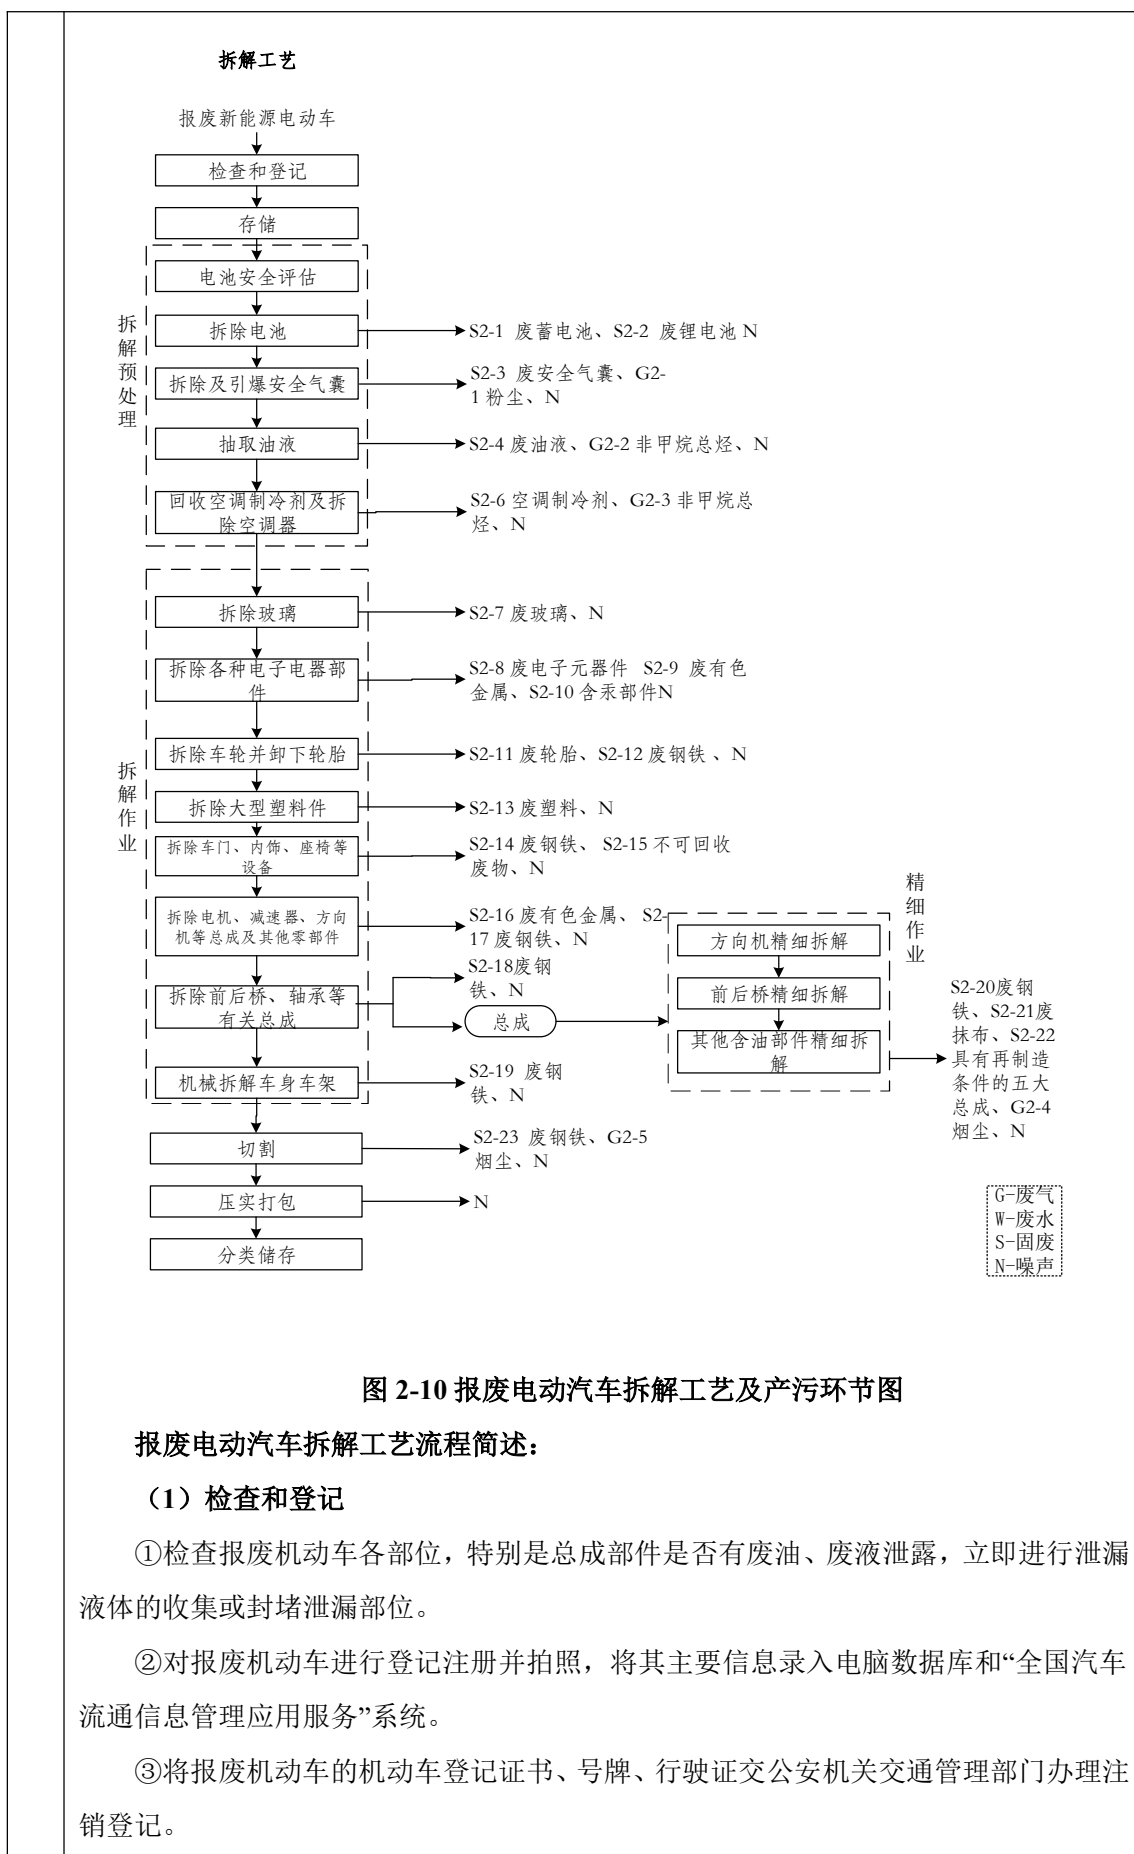 拆解工艺
报废新能源电动车
检查和登记
存储
电池安全评估
拆解预处理
拆除电池
S2-1 废蓄电池、S2-2 废锂电池 N
拆除及引爆安全气囊
S2-3 废安全气囊、G2-
1 粉尘、N
抽取油液
S2-4 废油液、G2-2 非甲烷总烃、N
回收空调制冷剂及拆
除空调器
S2-6 空调制冷剂、G2-3 非甲烷总
烃、N
拆解作业
拆除玻璃
S2-7 废玻璃、N
拆除各种电子电器部
件
S2-8 废电子元器件 S2-9 废有色
金属、S2-10 含汞部件N
拆除车轮并卸下轮胎
S2-11 废轮胎、S2-12 废钢铁 、N
拆除大型塑料件
S2-13 废塑料、N
拆除车门、内饰、座椅等
设备
S2-14 废钢铁、 S2-15 不可回收
废物、N
拆除电机、减速器、方向
机等总成及其他零部件
S2-16 废有色金属、 S2-
17 废钢铁、N
拆除前后桥、轴承等
有关总成
S2-18废钢
铁、N
总成
精细作业
方向机精细拆解
前后桥精细拆解
其他含油部件精细拆
解
S2-20废钢
铁、S2-21废
抹布、S2-22
具有再制造
条件的五大
总成、G2-4
烟尘、N
机械拆解车身车架
S2-19 废钢
铁、N
切割
S2-23 废钢铁、G2-5
烟尘、N
压实打包
N
分类储存
G-废气
W-废水
S-固废
N-噪声
图 2-10 报废电动汽车拆解工艺及产污环节图
报废电动汽车拆解工艺流程简述：
（1）检查和登记
①检查报废机动车各部位，特别是总成部件是否有废油、废液泄露，立即进行泄漏
液体的收集或封堵泄漏部位。
②对报废机动车进行登记注册并拍照，将其主要信息录入电脑数据库和“全国汽车
流通信息管理应用服务”系统。
③将报废机动车的机动车登记证书、号牌、行驶证交公安机关交通管理部门办理注
销登记。